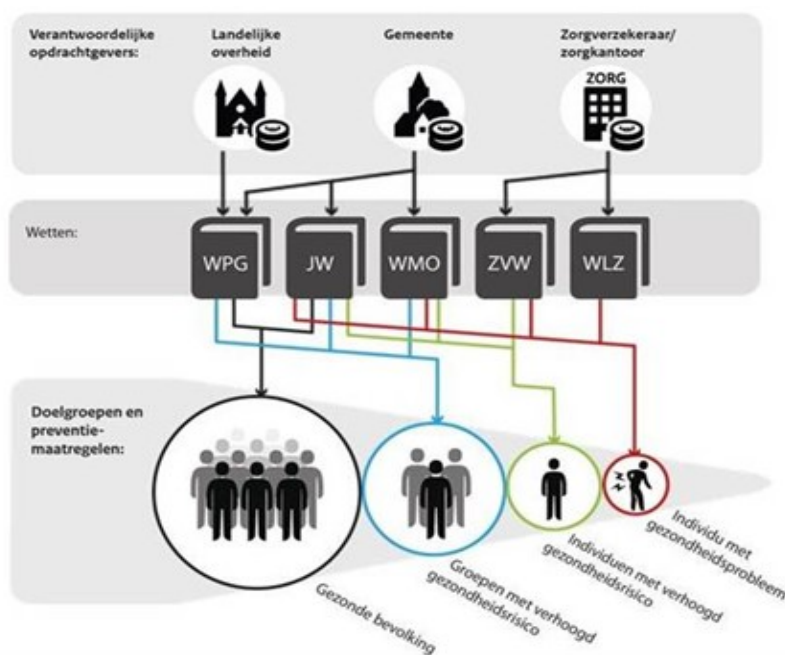 Verantwoordelijke
opdrachtgevers:
Landelijke
overheid
Gemeente
Zorgverzekeraar/
zorgkantoor
ZORG
Wetten:
WPG
JW
WMO
ZVW
WLZ
Doelgroepen en
preventie-
maatregelen:
Gezonde bevolking
Groepen met verhoogd
gezondheidsrisico
Individuen met verhoogd
gezondheidsrisico
Individu met
gezondheidsprobleem